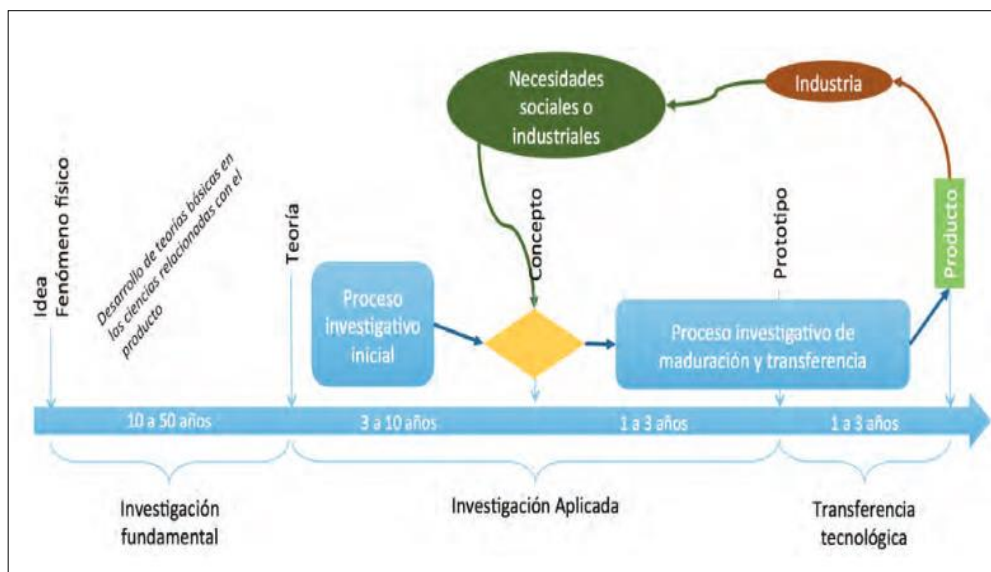 Necesidades
sociales o
industriales
Industria
Idea
Fenómeno físico
Desarrollo de teorías básicas en
las ciencias relacionadas con el
producto
Teoría
Concepto
Prototipo
Producto
Proceso
investigativo
inicial
Proceso investigativo de
maduración y transferencia
10 a 50 años
3 a 10 años
1 a 3 años
1 a 3 años
Investigación
fundamental
Investigación Aplicada
Transferencia
tecnológica